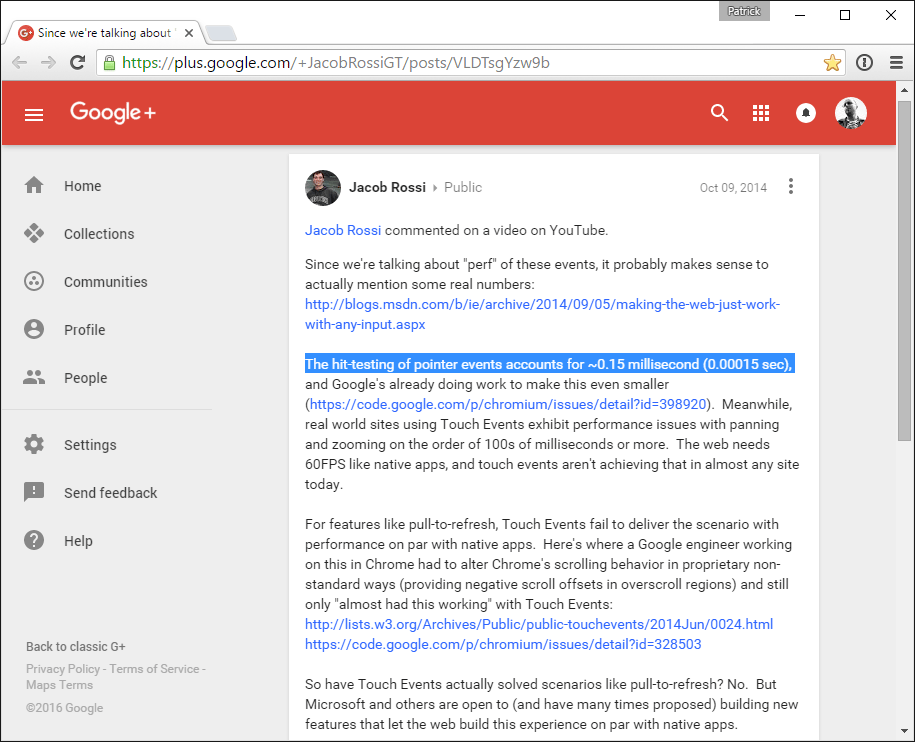 Patrick
Since we're talking about
https://plus.google.com/+JacobRossiGT/posts/VLDTsgYzw9b
Google+
Home
Collections
Communities
Profile
People
Settings
Send feedback
Help
Back to classic G+
Privacy Policy - Terms of Service -
Maps Terms
©2016 Google
Jacob Rossi
Public
Oct 09, 2014
Jacob Rossi commented on a video on YouTube.
Since we're talking about "perf" of these events, it probably makes sense to
actually mention some real numbers:
http://blogs.msdn.com/b/ie/archive/2014/09/05/making-the-web-just-work-
with-any-input.aspx
The hit-testing of pointer events accounts for ~0.15 millisecond (0.00015 sec),
and Google's already doing work to make this even smaller
(https://code.google.com/p/chromium/issues/detail?id=398920).  Meanwhile,
real world sites using Touch Events exhibit performance issues with panning
and zooming on the order of 100s of milliseconds or more.  The web needs
60FPS like native apps, and touch events aren't achieving that in almost any site
today.
For features like pull-to-refresh, Touch Events fail to deliver the scenario with
performance on par with native apps.  Here's where a Google engineer working
on this in Chrome had to alter Chrome's scrolling behavior in proprietary non-
standard ways (providing negative scroll offsets in overscroll regions) and still
only "almost had this working" with Touch Events:
http://lists.w3.org/Archives/Public/public-touchevents/2014Jun/0024.html
https://code.google.com/p/chromium/issues/detail?id=328503
So have Touch Events actually solved scenarios like pull-to-refresh? No.  But
Microsoft and others are open to (and have many times proposed) building new
features that let the web build this experience on par with native apps.